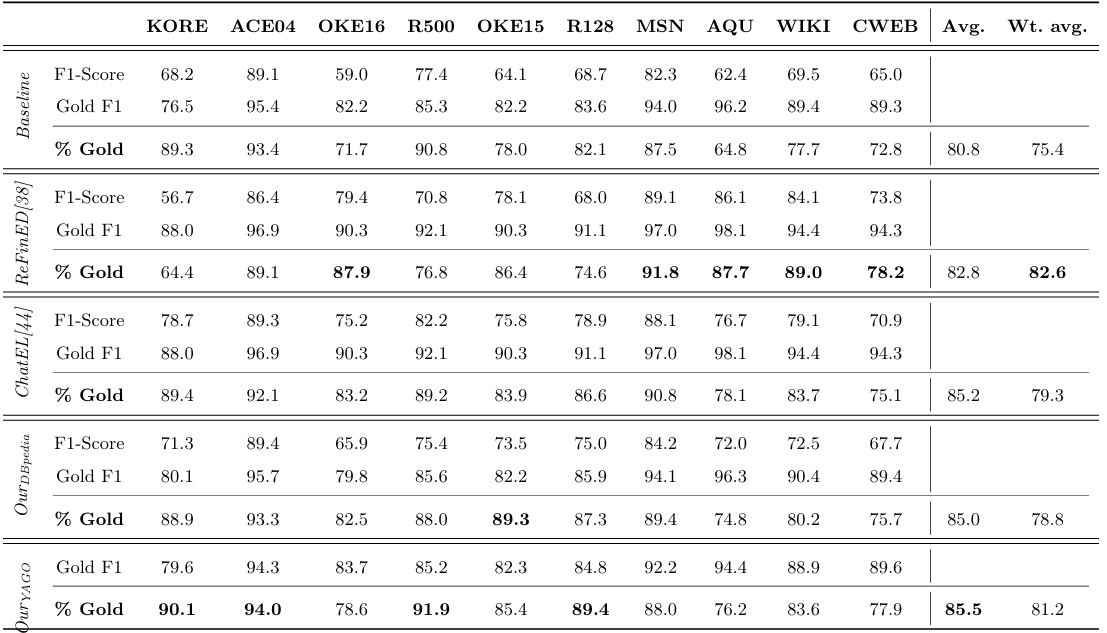 KORE ACE04 OKE16 R500 OKE15 R128 MSN AQU WIKI CWEB Avg. Wt. avg.
Baseline
F1-Score 68.2 89.1 59.0 77.4 64.1 68.7 82.3 62.4 69.5 65.0
Gold F1 76.5 95.4 82.2 85.3 82.2 83.6 94.0 96.2 89.4 89.3
% Gold 89.3 93.4 71.7 90.8 78.0 82.1 87.5 64.8 77.7 72.8 80.8 75.4
ReFinED[38]
F1-Score 56.7 86.4 79.4 70.8 78.1 68.0 89.1 86.1 84.1 73.8
Gold F1 88.0 96.9 90.3 92.1 90.3 91.1 97.0 98.1 94.4 94.3
% Gold 64.4 89.1 87.9 76.8 86.4 74.6 91.8 87.7 89.0 78.2 82.8 82.6
ChatEL[44]
F1-Score 78.7 89.3 75.2 82.2 75.8 78.9 88.1 76.7 79.1 70.9
Gold F1 88.0 96.9 90.3 92.1 90.3 91.1 97.0 98.1 94.4 94.3
% Gold 89.4 92.1 83.2 89.2 83.9 86.6 90.8 78.1 83.7 75.1 85.2 79.3
OurDBpedia
F1-Score 71.3 89.4 65.9 75.4 73.5 75.0 84.2 72.0 72.5 67.7
Gold F1 80.1 95.7 79.8 85.6 82.2 85.9 94.1 96.3 90.4 89.4
% Gold 88.9 93.3 82.5 88.0 89.3 87.3 89.4 74.8 80.2 75.7 85.0 78.8
OurYAGO
Gold F1 79.6 94.3 83.7 85.2 82.3 84.8 92.2 94.4 88.9 89.6
% Gold 90.1 94.0 78.6 91.9 85.4 89.4 88.0 76.2 83.6 77.9 85.5 81.2